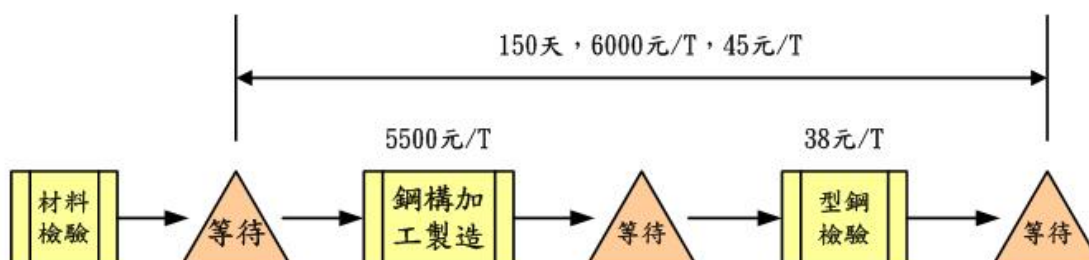 150天，6000元/T，45元/T
5500元/T
38元/T
材料
檢驗
等待
鋼構加
工製造
等待
型鋼
檢驗
等待